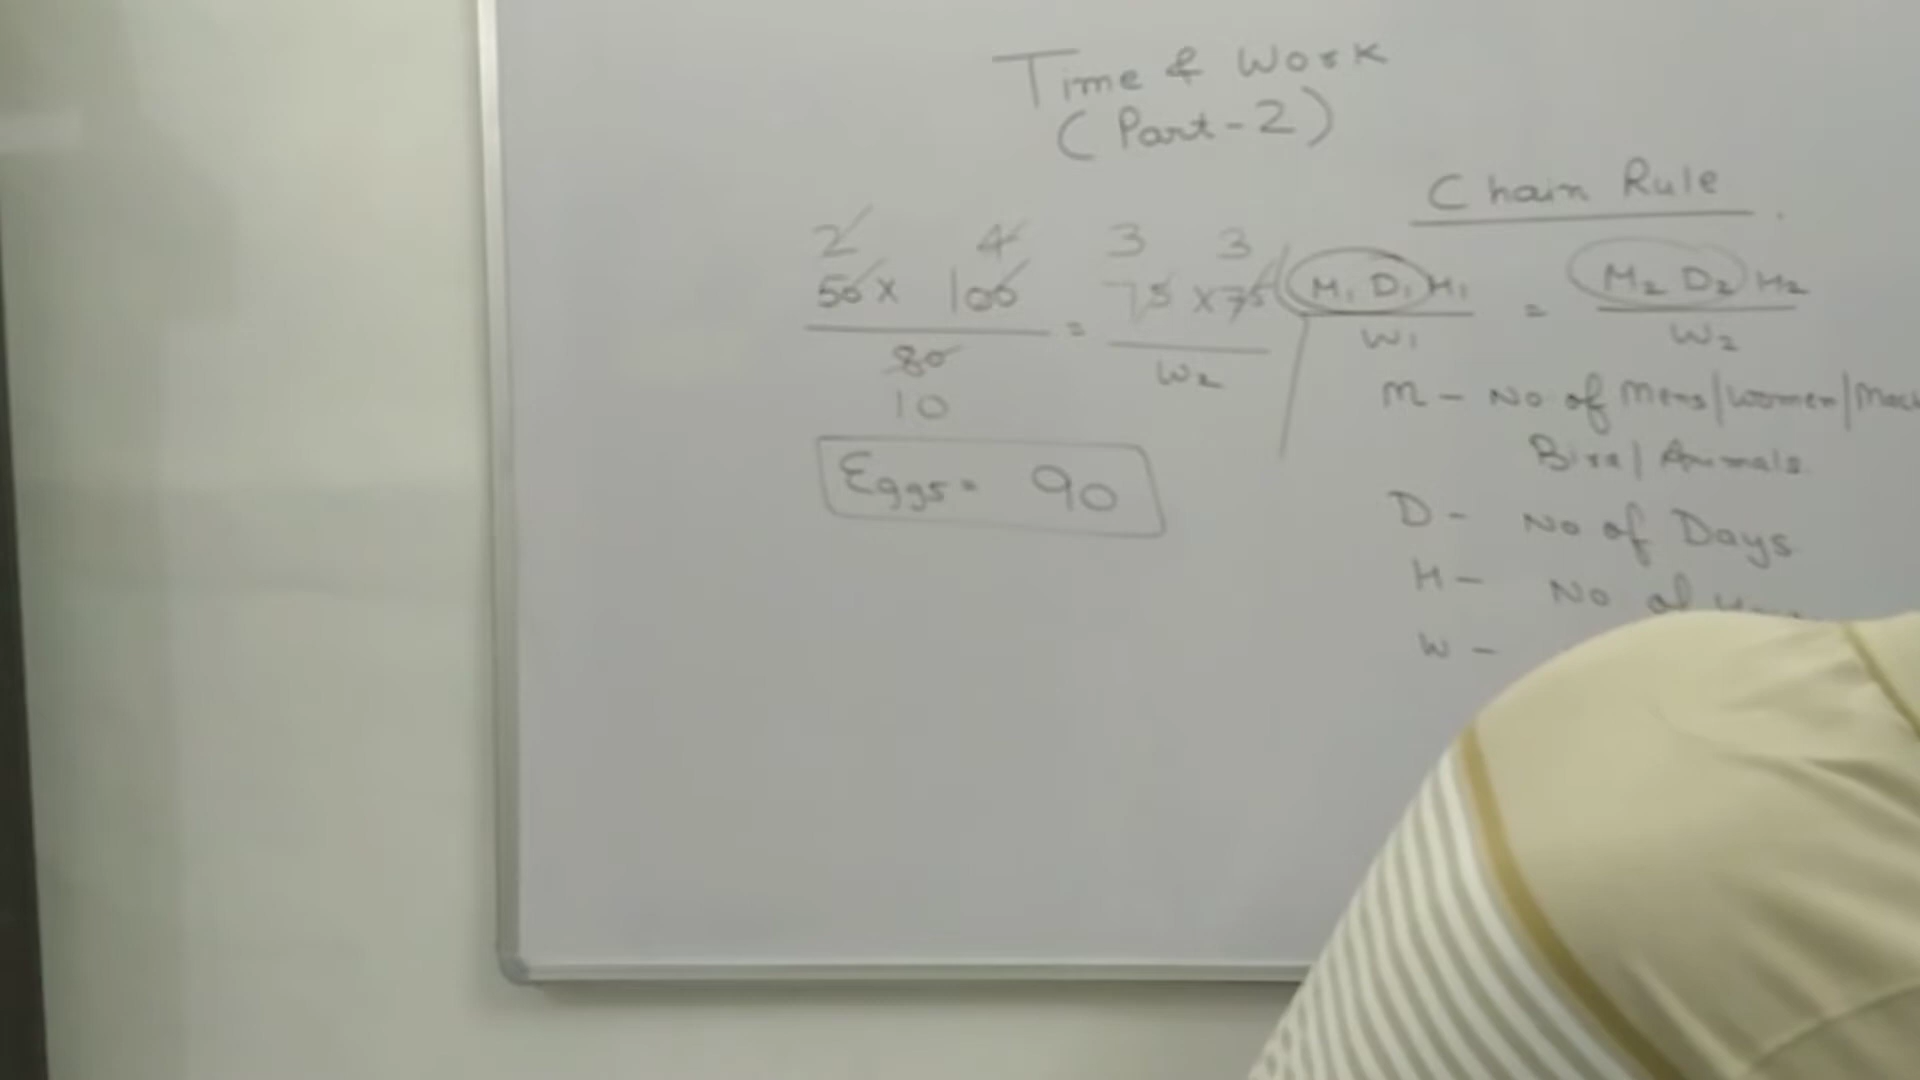 Time & Work
(Part-2)
Chain Rule
2 4 3 3
50 x 100 = 75 x 75
80 W2
10
Eggs = 90
M1 D1 H1 = M2 D2 H2
W1 W2
M - No of Mens/Women/
Bird/Animals
D - No of Days
H - No of
W -